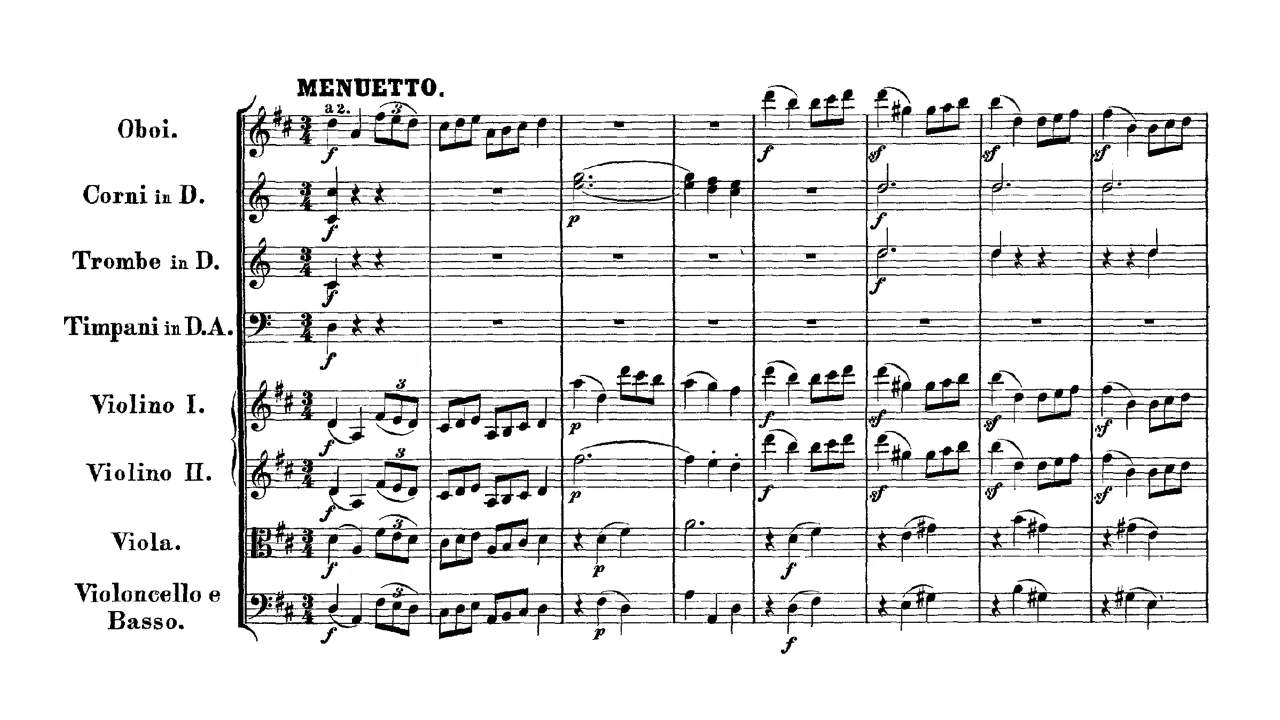 MENUETTO.
a 2.
Oboi.
Corni in D.
Trombe in D.
Timpani in D.A.
Violino I.
Violino II.
Viola.
Violoncello e
Basso.